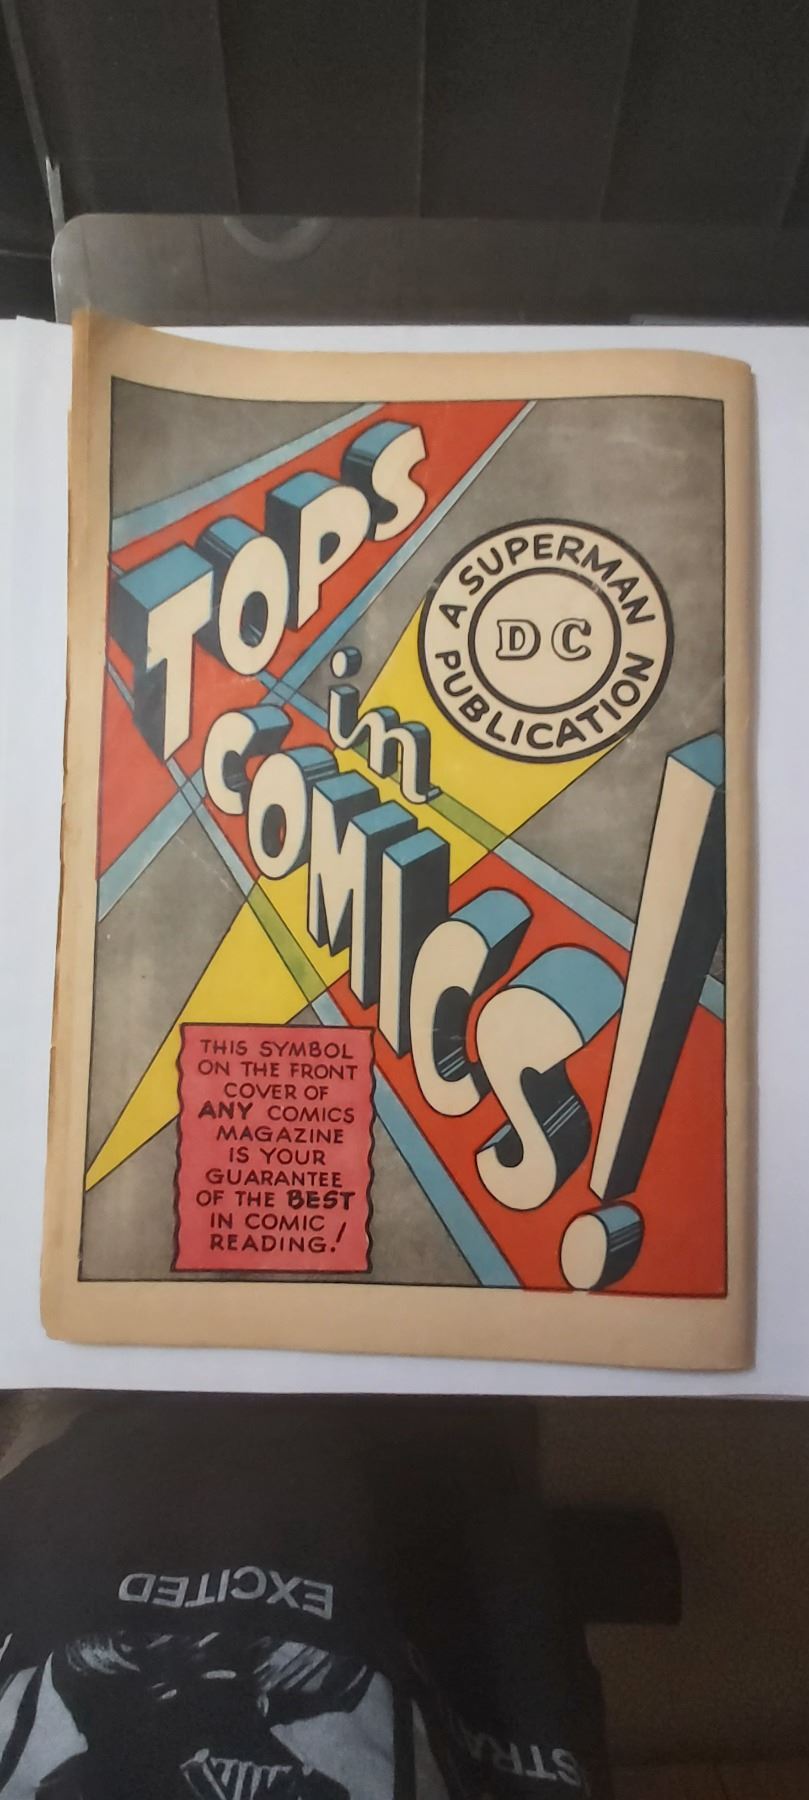 TOPS
in
COMICS!
A SUPERMAN
DC
PUBLICATION
THIS SYMBOL
ON THE FRONT
COVER OF
ANY COMICS
MAGAZINE
IS YOUR
GUARANTEE
OF THE BEST
IN COMIC
READING!
EXCITED